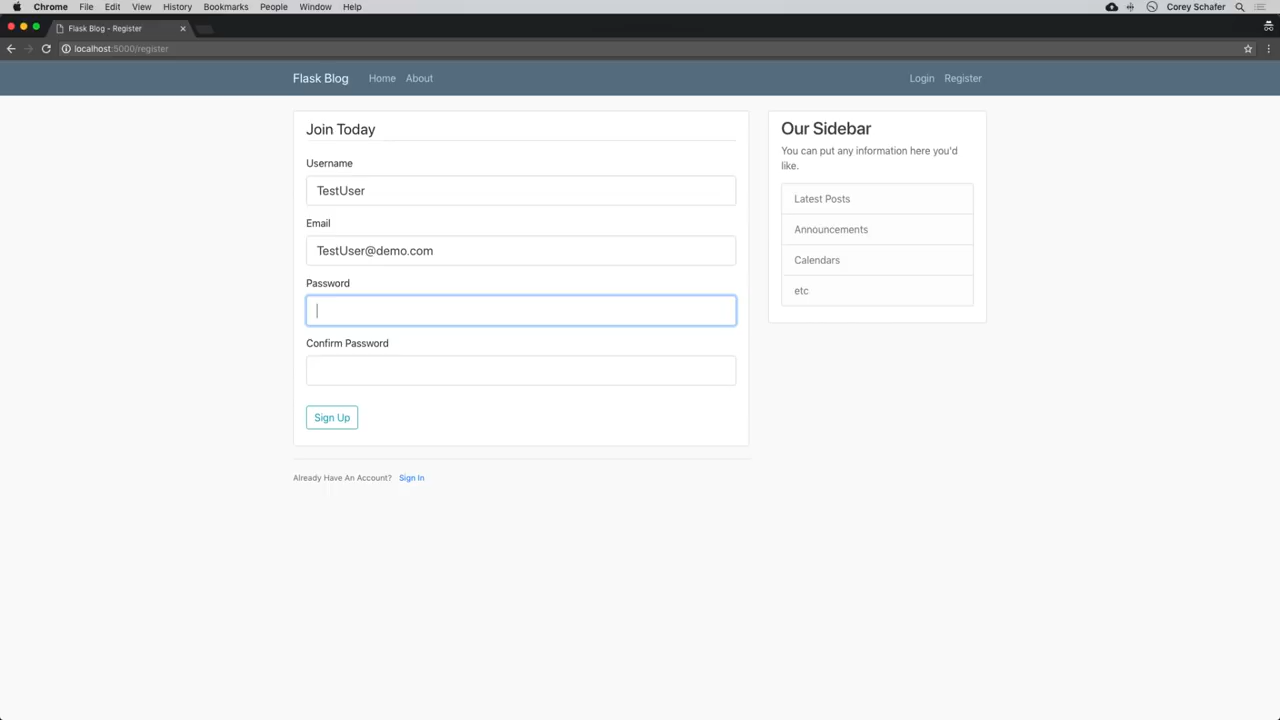 Chrome File Edit View History Bookmarks People Window Help Corey Schafer
Flask Blog - Register
localhost:5000/register
Flask Blog Home About Login Register
Join Today
Username
TestUser
Email
TestUser@demo.com
Password
Confirm Password
Sign Up
Already Have An Account? Sign In
Our Sidebar
You can put any information here you'd
like.
Latest Posts
Announcements
Calendars
etc